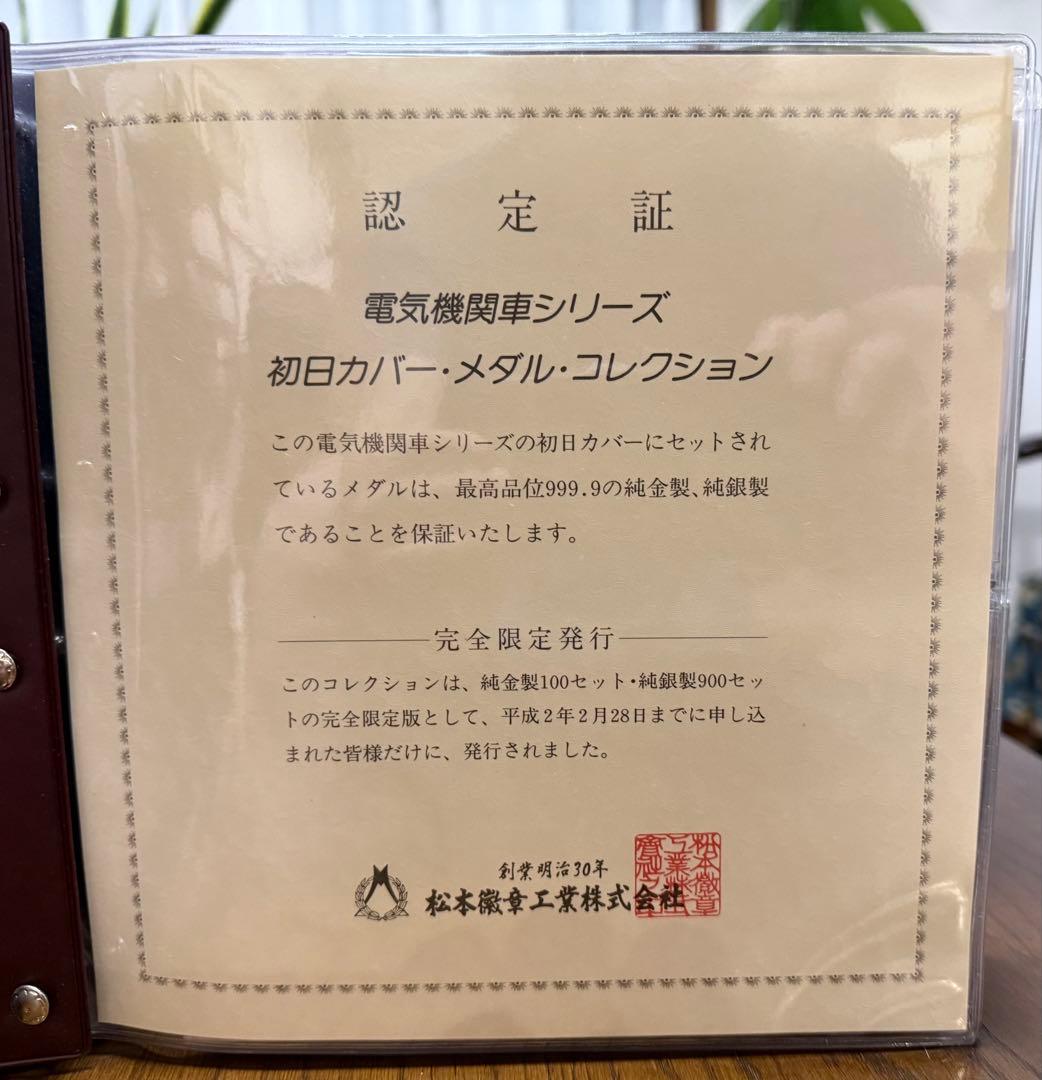 認定証
電気機関車シリーズ
初日カバー・メダル・コレクション
この電気機関車シリーズの初日カバーにセットされ
ているメダルは、最高品位999.9の純金製、純銀製
であることを保証いたします。
完全限定発行
このコレクションは、純金製100セット・純銀製900セッ
トの完全限定版として、平成2年2月28日までに申し込
まれた皆様だけに、発行されました。
創業明治30年
松本徽章工業株式会社